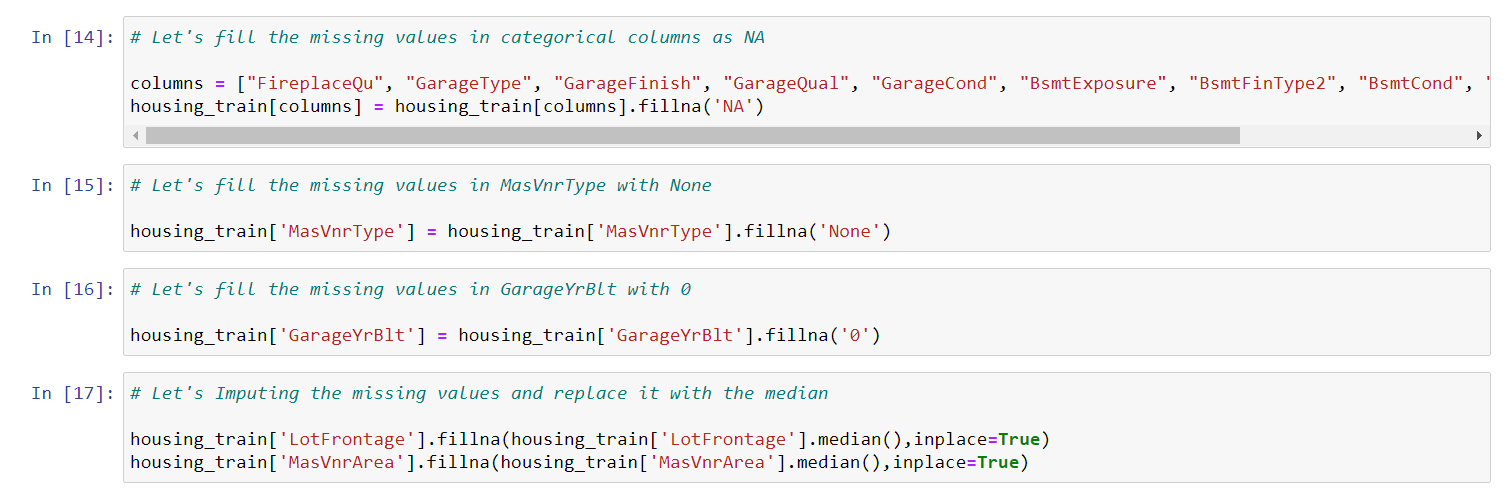 In [14]: # Let's fill the missing values in categorical columns as NA
columns = ["FireplaceQu", "GarageType", "GarageFinish", "GarageQual", "GarageCond", "BsmtExposure", "BsmtFinType2", "BsmtCond", "
housing_train[columns] = housing_train[columns].fillna('NA')
In [15]: # Let's fill the missing values in MasVnrType with None
housing_train['MasVnrType'] = housing_train['MasVnrType'].fillna('None')
In [16]: # Let's fill the missing values in GarageYrBlt with 0
housing_train['GarageYrBlt'] = housing_train['GarageYrBlt'].fillna('0')
In [17]: # Let's Imputing the missing values and replace it with the median
housing_train['LotFrontage'].fillna(housing_train['LotFrontage'].median(),inplace=True)
housing_train['MasVnrArea'].fillna(housing_train['MasVnrArea'].median(),inplace=True)